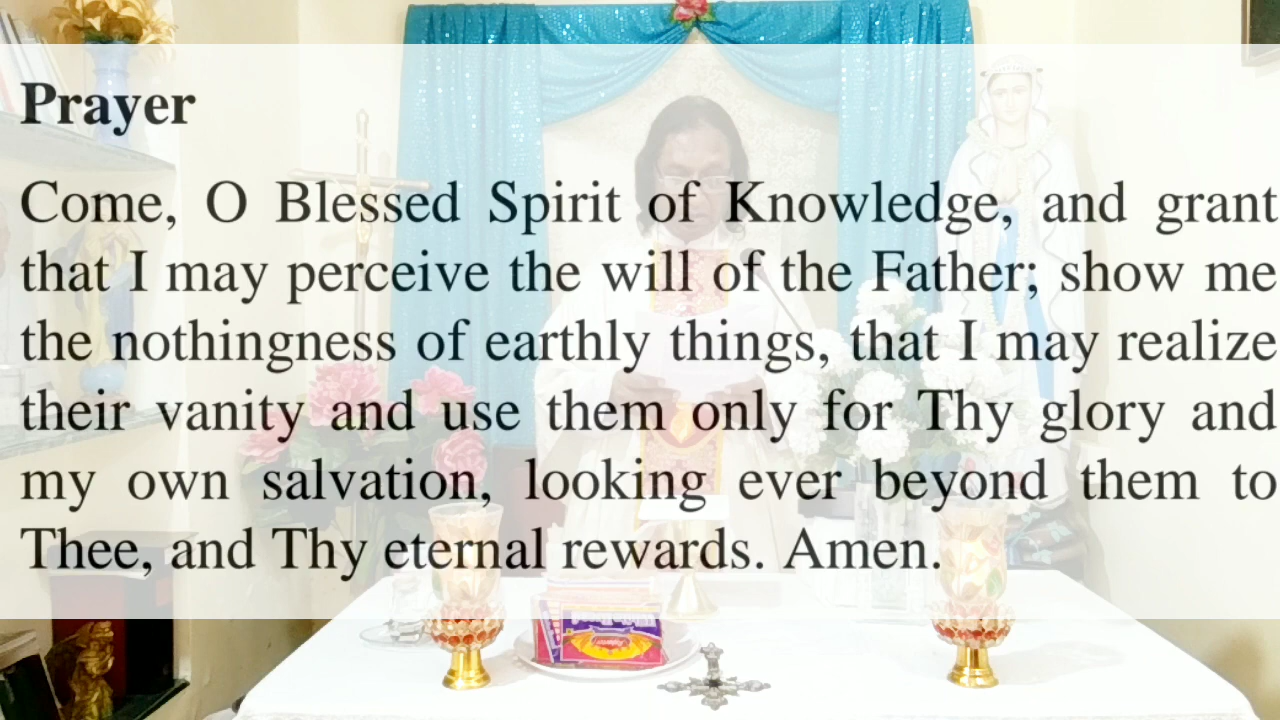 Prayer
Come, O Blessed Spirit of Knowledge, and grant
that I may perceive the will of the Father; show me
the nothingness of earthly things, that I may realize
their vanity and use them only for Thy glory and
my own salvation, looking ever beyond them to
Thee, and Thy eternal rewards. Amen.